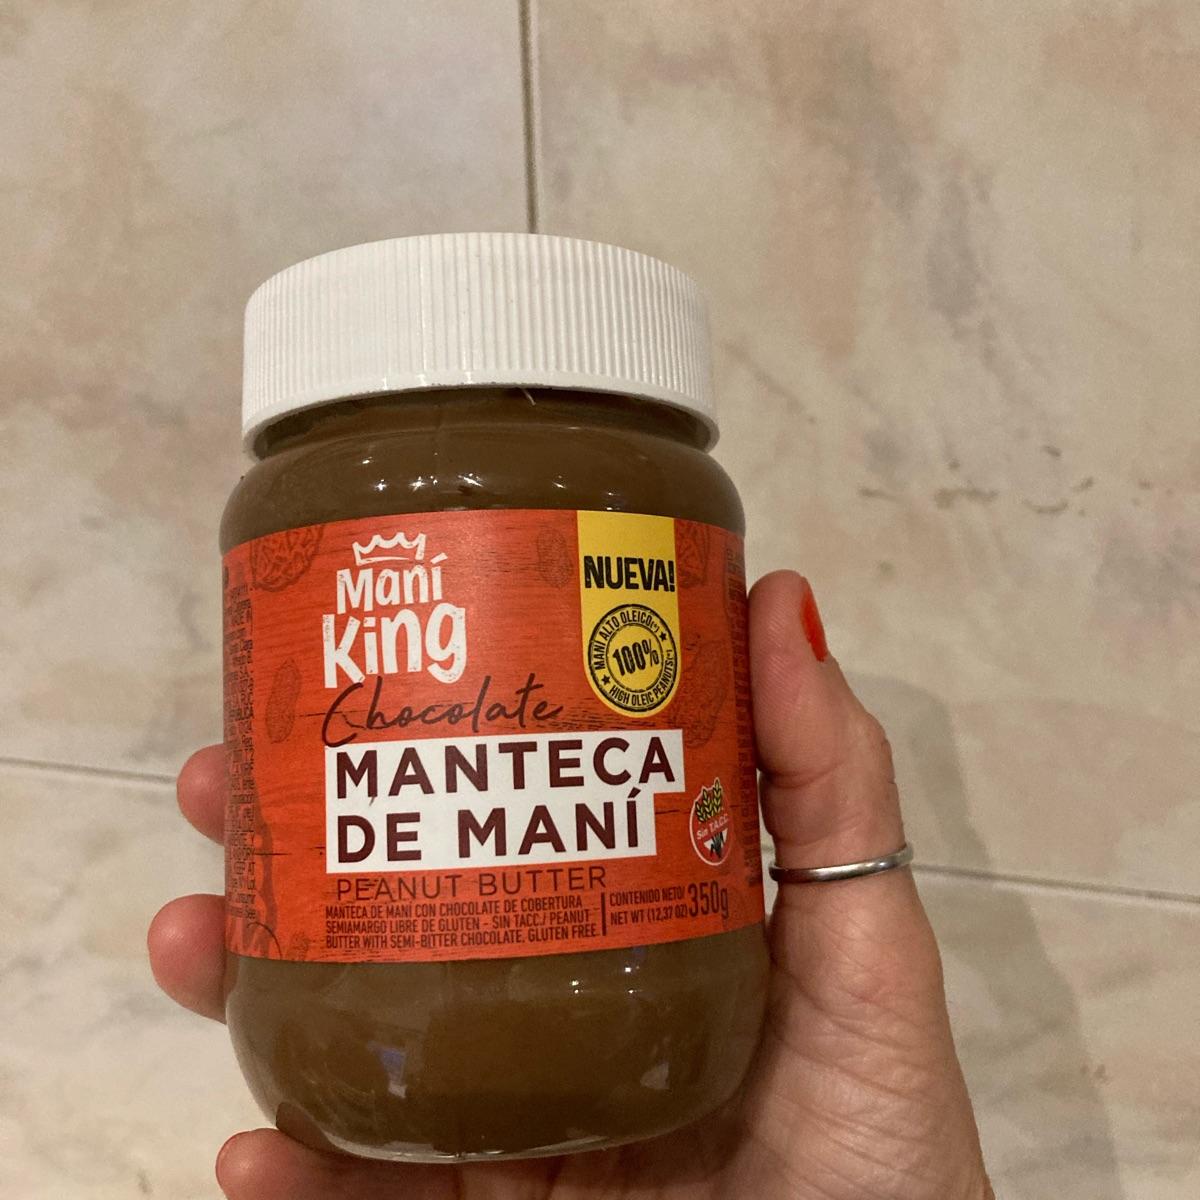 Maní
King
Chocolate
MANTECA
DE MANÍ
PEANUT BUTTER
MANTECA DE MANÍ CON CHOCOLATE DE COBERTURA
SEMIAMARGO LIBRE DE GLUTEN - SIN TACC./ PEANUT
BUTTER WITH SEMI-BITTER CHOCOLATE. GLUTEN FREE.
CONTENIDO NETO/
NET WT (12,37 OZ) 350g
NUEVA!
MANÍ ALTO OLEICO(*)
100%
HIGH OLEIC PEANUTS(*)
Sin T.A.C.C.